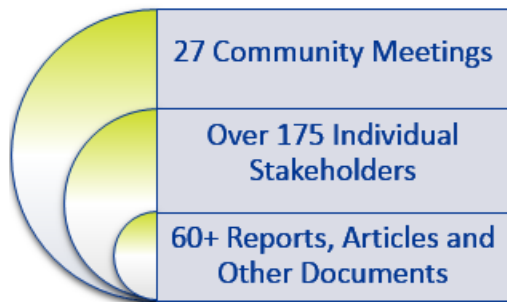 27 Community Meetings
Over 175 Individual
Stakeholders
60+ Reports, Articles and
Other Documents